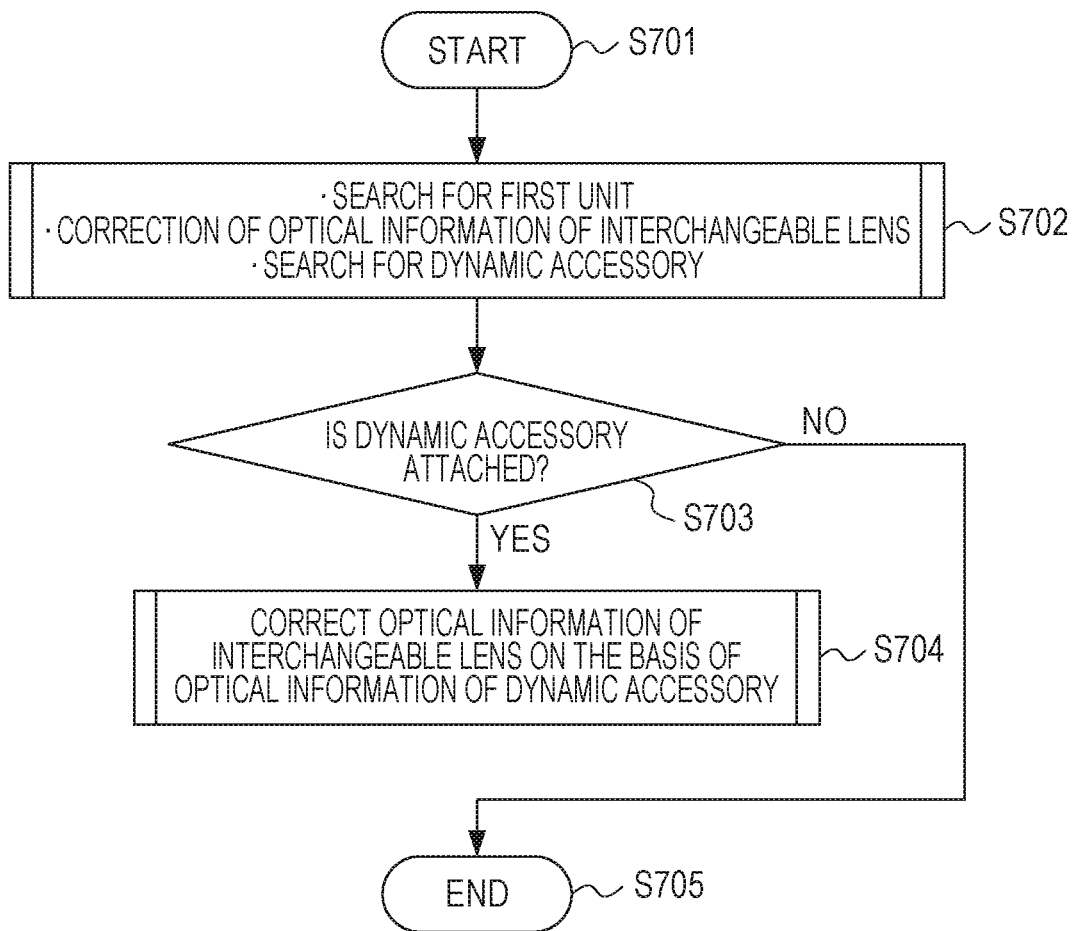 START
S701
·SEARCH FOR FIRST UNIT
·CORRECTION OF OPTICAL INFORMATION OF INTERCHANGEABLE LENS
·SEARCH FOR DYNAMIC ACCESSORY
S702
IS DYNAMIC ACCESSORY
ATTACHED?
NO
S703
YES
CORRECT OPTICAL INFORMATION OF
INTERCHANGEABLE LENS ON THE BASIS OF
OPTICAL INFORMATION OF DYNAMIC ACCESSORY
S704
END
S705